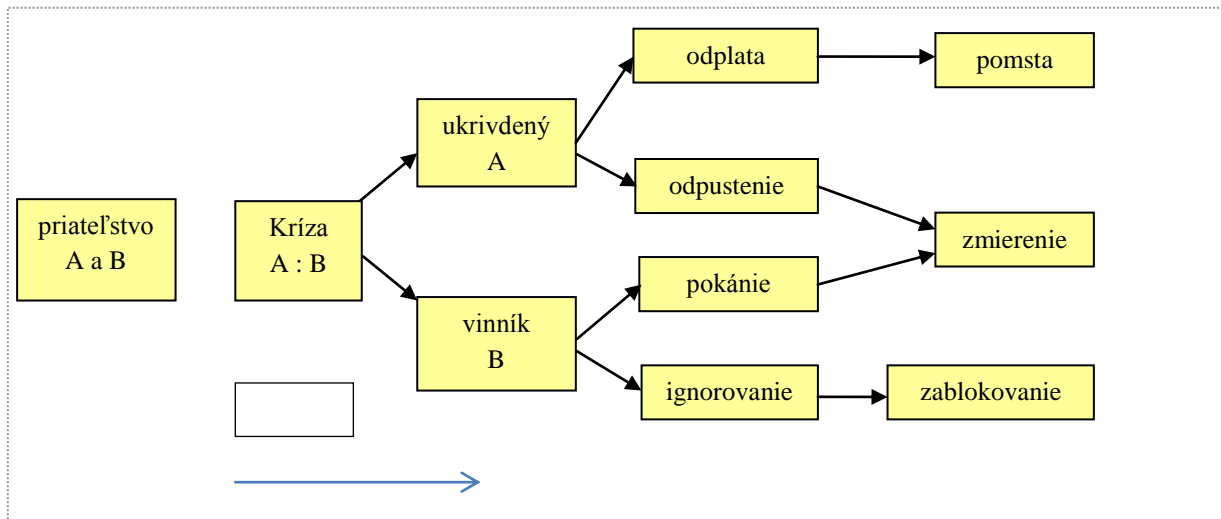 priateľstvo
A a B
Kríza
A : B
ukrivdený
A
vinník
B
odplata
odpustenie
pokánie
ignorovanie
pomsta
zmierenie
zablokovanie